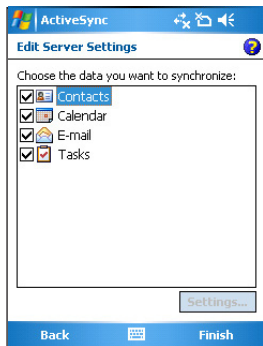 ActiveSync
Edit Server Settings
?
Choose the data you want to synchronize:
Contacts
Calendar
E-mail
Tasks
Settings...
Back Finish